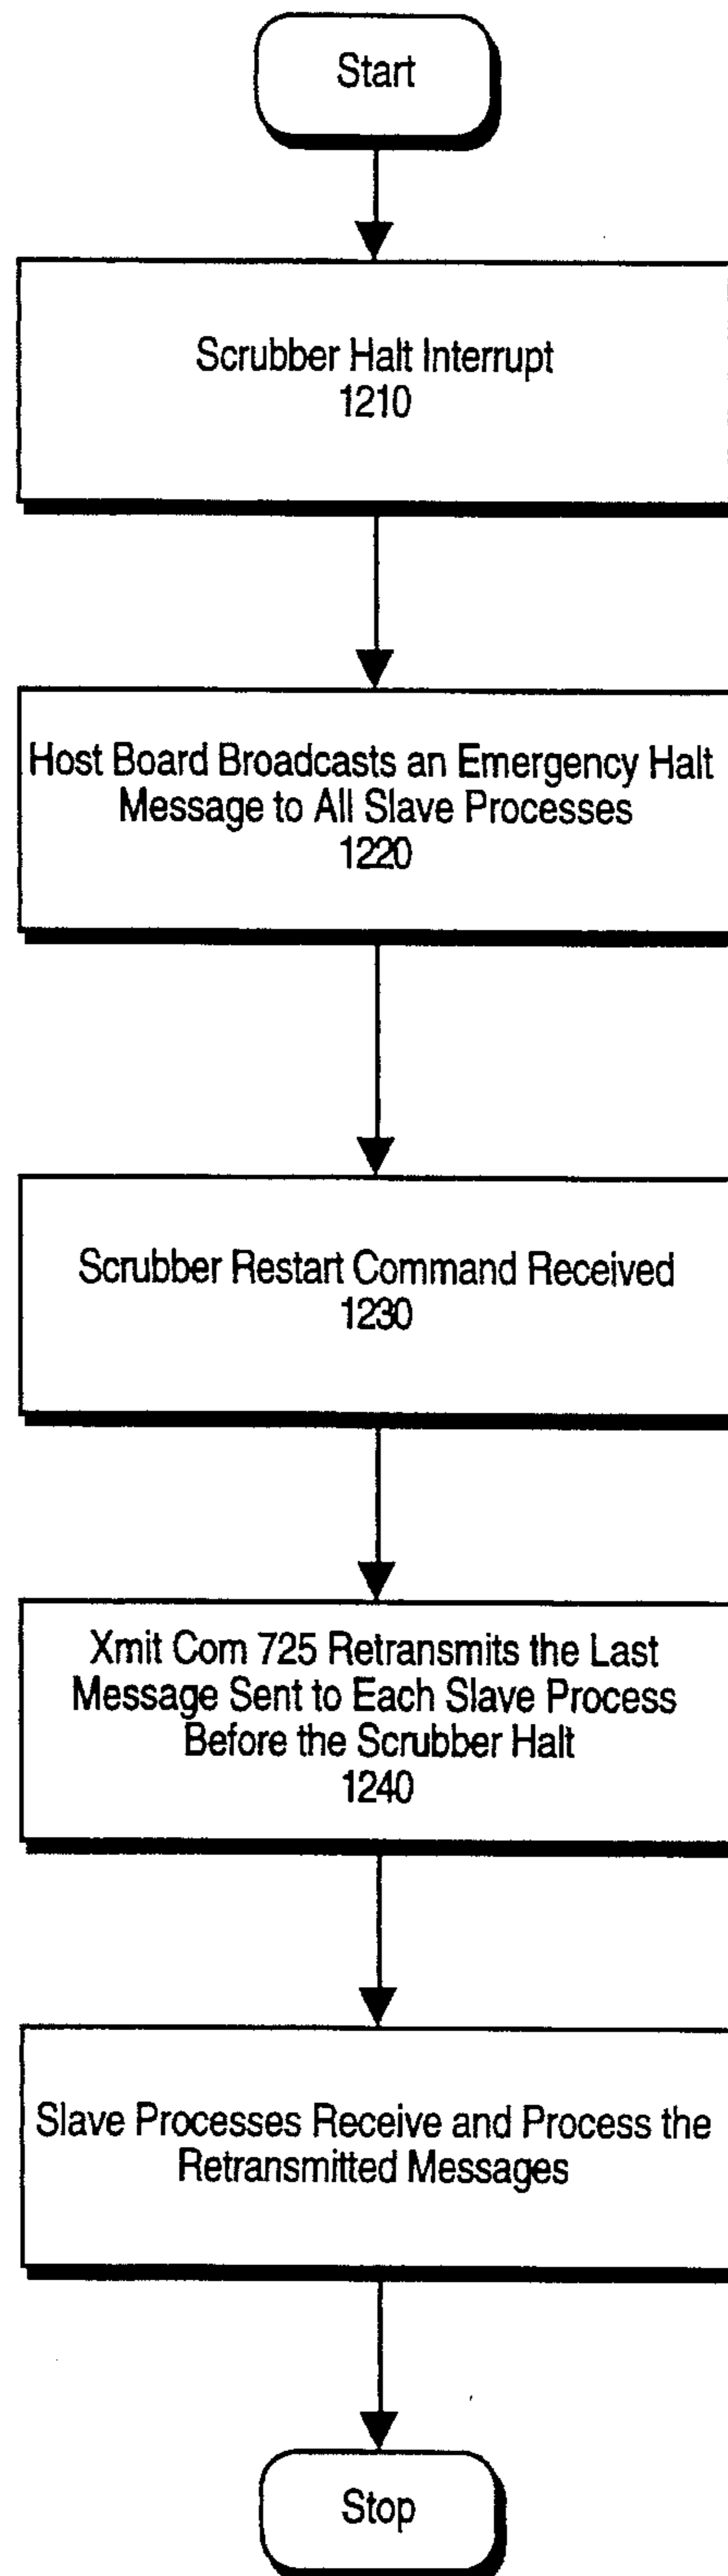 Start
Scrubber Halt Interrupt
1210
Host Board Broadcasts an Emergency Halt
Message to All Slave Processes
1220
Scrubber Restart Command Received
1230
Xmit Com 725 Retransmits the Last
Message Sent to Each Slave Process
Before the Scrubber Halt
1240
Slave Processes Receive and Process the
Retransmitted Messages
Stop